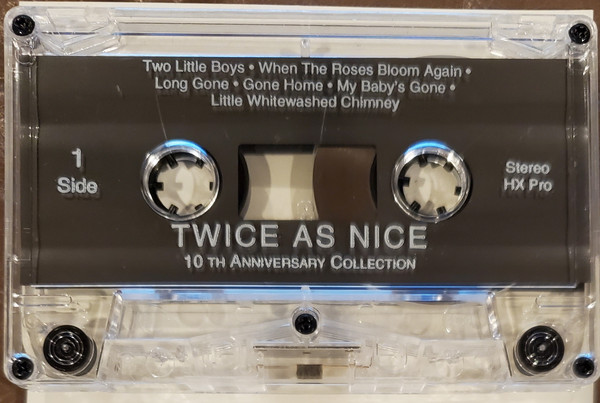 Two Little Boys • When The Roses Bloom Again •
Long Gone • Gone Home • My Baby's Gone •
Little Whitewashed Chimney
1
Side
Stereo
HX Pro
TWICE AS NICE
10 TH ANNIVERSARY COLLECTION